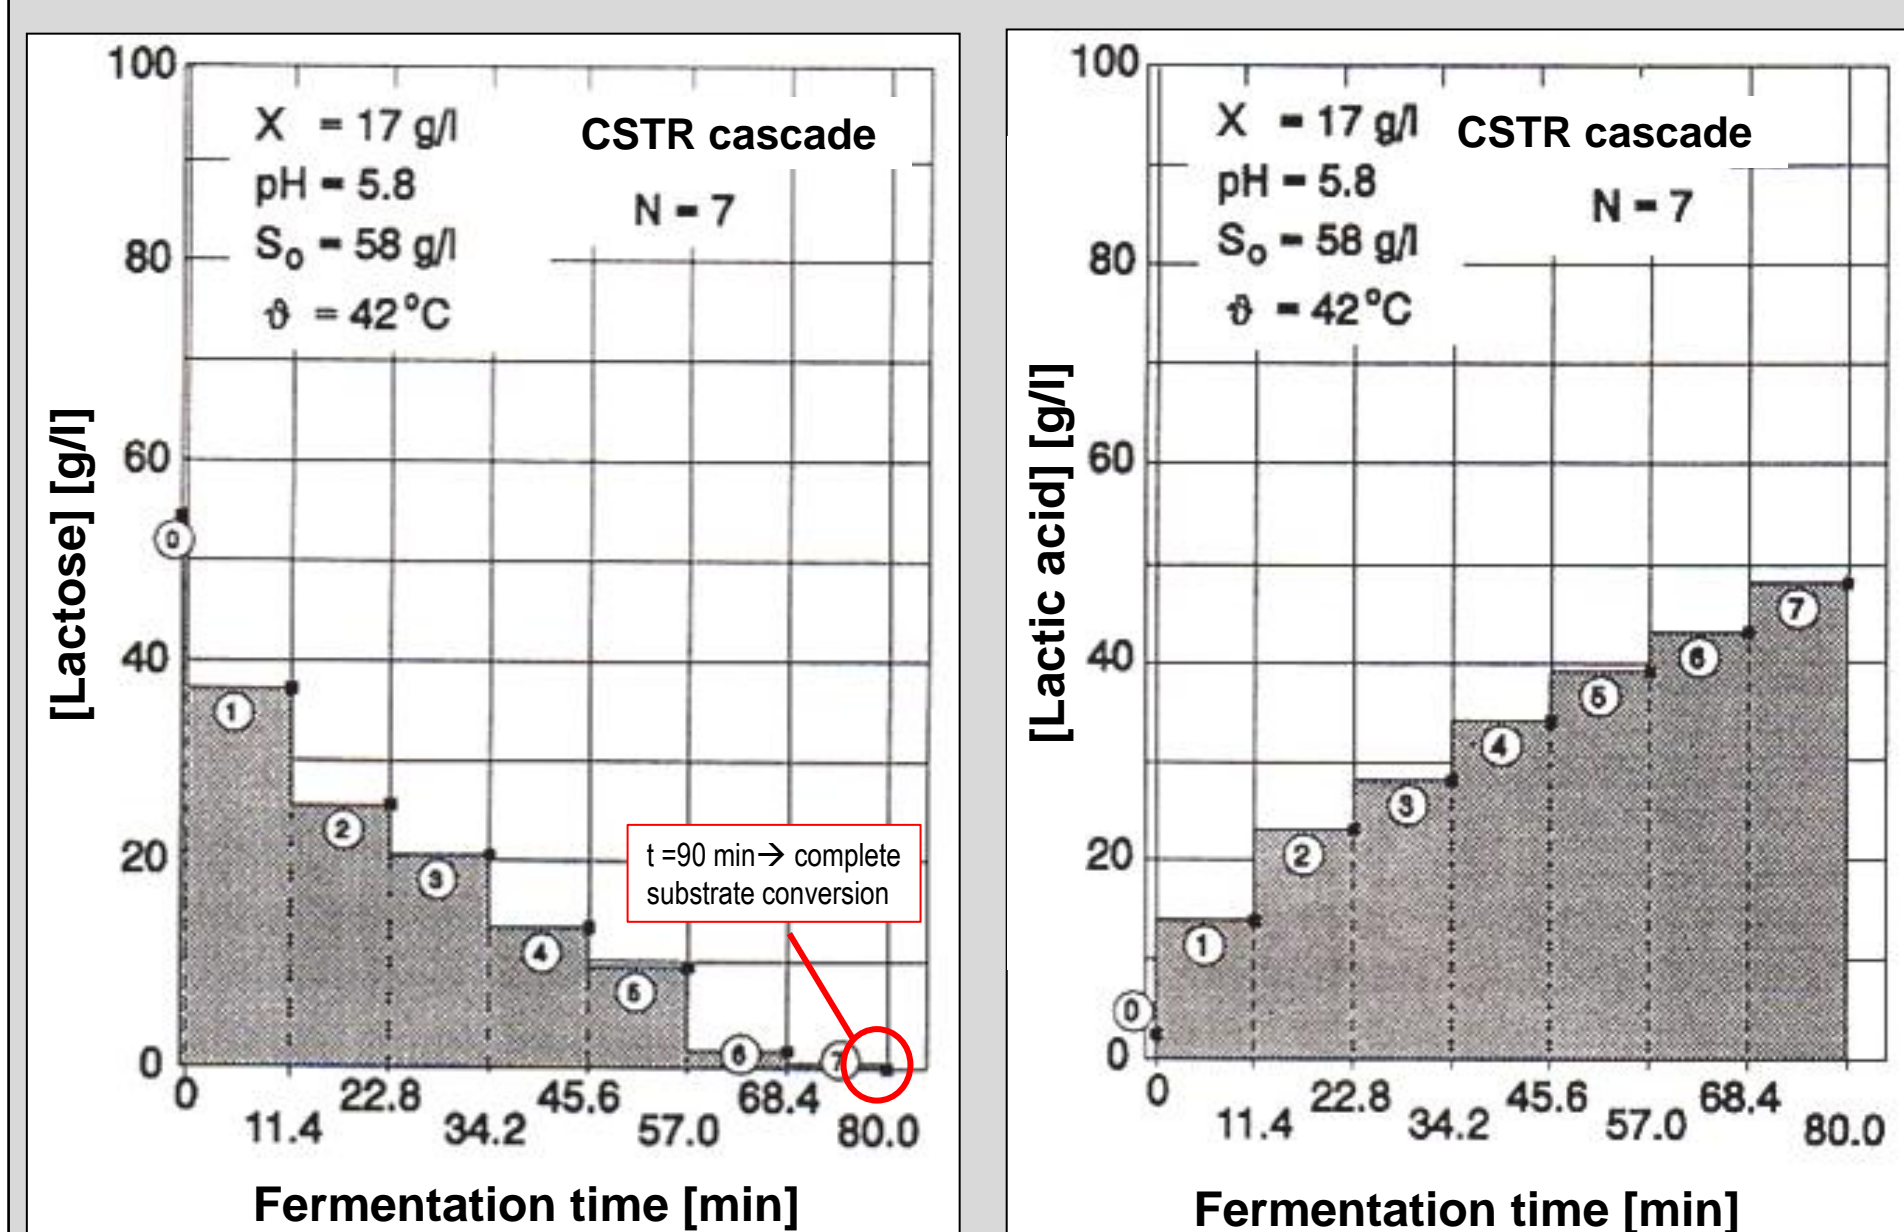 100
80
60
40
20
0
[Lactose] [g/l]
X = 17 g/l
pH = 5.8
S₀ = 58 g/l
ϑ = 42 °C
CSTR cascade
N = 7
0
1
2
3
4
5
6
7
t =90 min→ complete
substrate conversion
0 22.8 45.6 68.4
11.4 34.2 57.0 80.0
Fermentation time [min]
100
80
60
40
20
0
[Lactic acid] [g/l]
X = 17 g/l
pH = 5.8
S₀ = 58 g/l
ϑ = 42 °C
CSTR cascade
N = 7
0
1
2
3
4
5
6
7
0 22.8 45.6 68.4
11.4 34.2 57.0 80.0
Fermentation time [min]